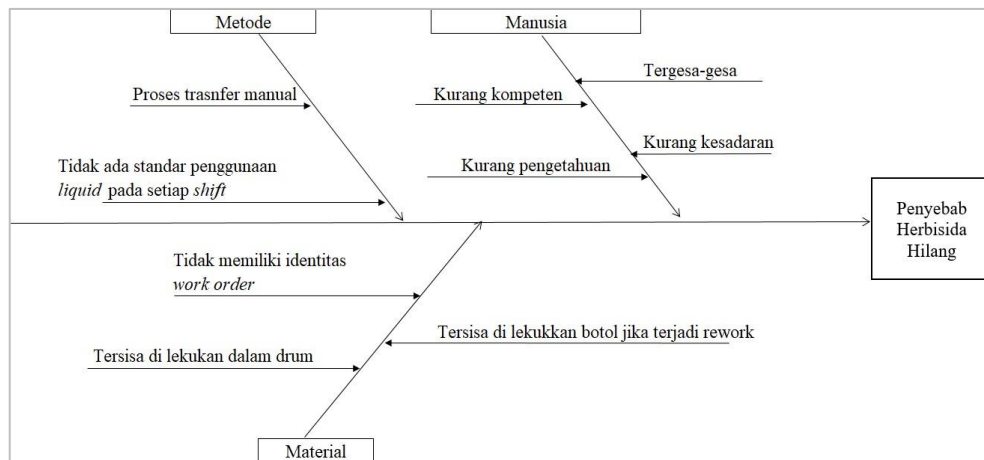 Metode
Manusia
Tergesa-gesa
Proses trasnfer manual
Kurang kompeten
Kurang kesadaran
Tidak ada standar penggunaan
liquid pada setiap shift
Kurang pengetahuan
Penyebab
Herbisida
Hilang
Tidak memiliki identitas
work order
Tersisa di lekukkan botol jika terjadi rework
Tersisa di lekukan dalam drum
Material